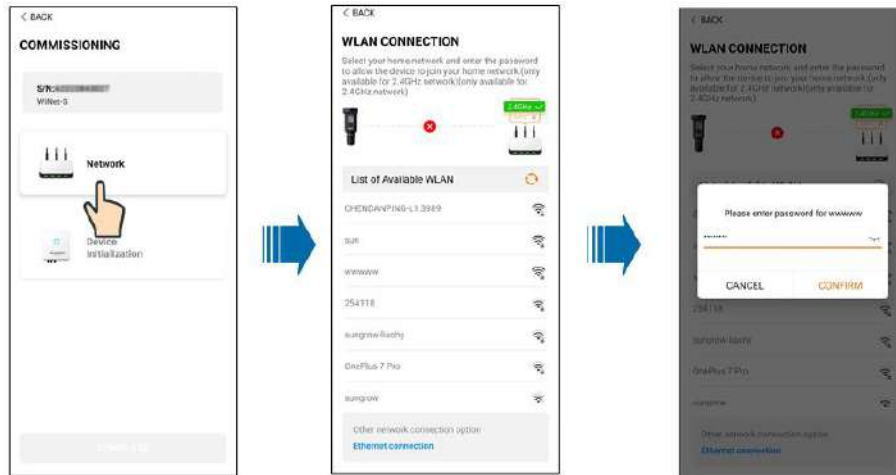 < BACK
COMMISSIONING
S/N:
WiNet-S
Network
Device
Initialization
< BACK
WLAN CONNECTION
Select your home network and enter the password
to allow the device to join your home network.(only
available for 2.4GHz network)(only available for
2.4GHz network)
2.4GHz
List of Available WLAN
CHENDANPING-L1 3989
sun
wwwww
254118
sungrow-
OnePlus 7 Pro
sungrow
Other network connection option
Ethernet connection
< BACK
WLAN CONNECTION
Select your home network and enter the password
to allow the device to join your home network.(only
available for 2.4GHz network)(only available for
2.4GHz network)
2.4GHz
Please enter password for wwwww
CANCEL
CONFIRM
254118
sungrow-
OnePlus 7 Pro
sungrow
Other network connection option
Ethernet connection